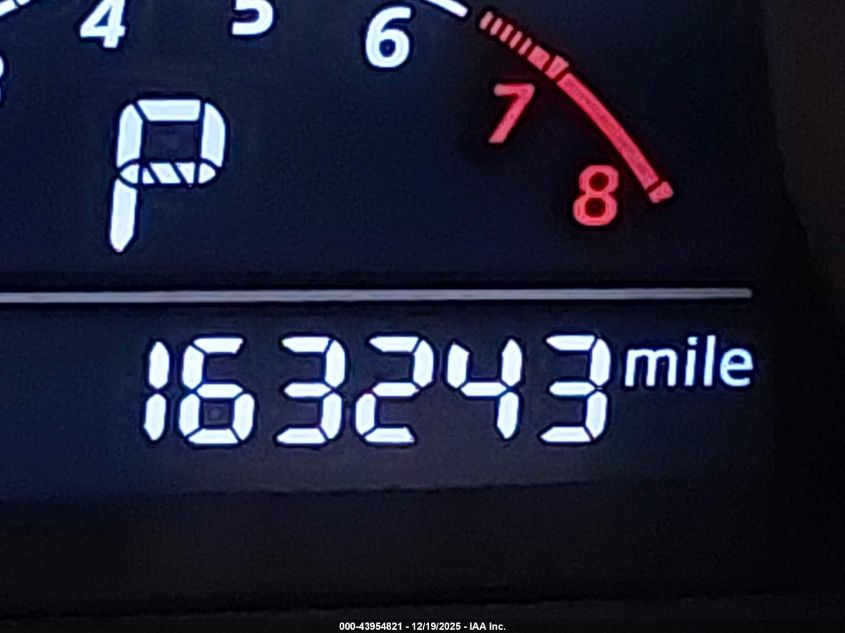 4 5 6 7 8
P
163243 mile
000-43954821 - 12/19/2025 - IAA Inc.